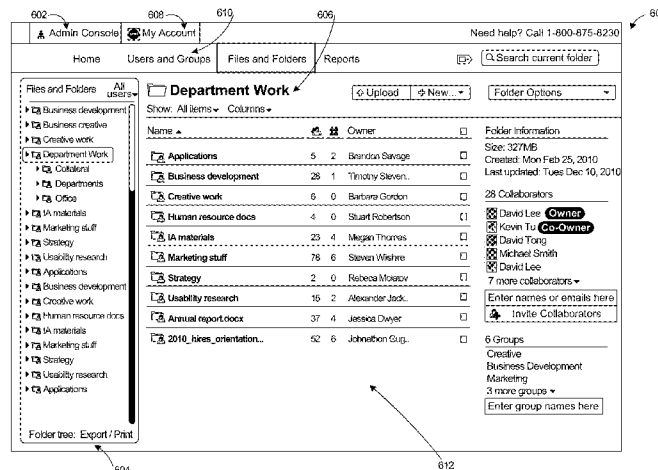 602 608 610 606
Admin Console My Account Need help? Call 1-800-875-8230
Home Users and Groups Files and Folders Reports Search current folder
Files and Folders All users
Business development
Business creative
Creative work
Department Work
Collateral
Departments
Office
IA materials
Marketing stuff
Strategy
Usability research
Applications
Business development
Creative work
Human resource docs
IA materials
Marketing stuff
Strategy
Usability research
Applications
Folder tree: Export / Print
604
Department Work
Upload New...
Show: All items Columns
Name Owner
Applications 5 2 Brandon Savage
Business development 28 1 Timothy Steven..
Creative work 6 0 Barbara Gordon
Human resource docs 4 0 Stuart Robertson
IA materials 23 4 Megan Thomas
Marketing stuff 76 6 Steven Wishire
Strategy 2 0 Rebeca
Usability research 15 2 Alexander Jack..
Annual report.docx 37 4 Jessica Dwyer
2010_hires_orientation... 52 6 Johnathon Gug..
612
Folder Options
Folder Information
Size: 327MB
Created: Mon Feb 25, 2010
Last updated: Tues Dec 10, 2010
28 Collaborators
David Lee Owner
Kevin Tu Co-Owner
David Tong
Michael Smith
David Lee
7 more collaborators
Enter names or emails here
Invite Collaborators
6 Groups
Creative
Business Development
Marketing
3 more groups
Enter group names here